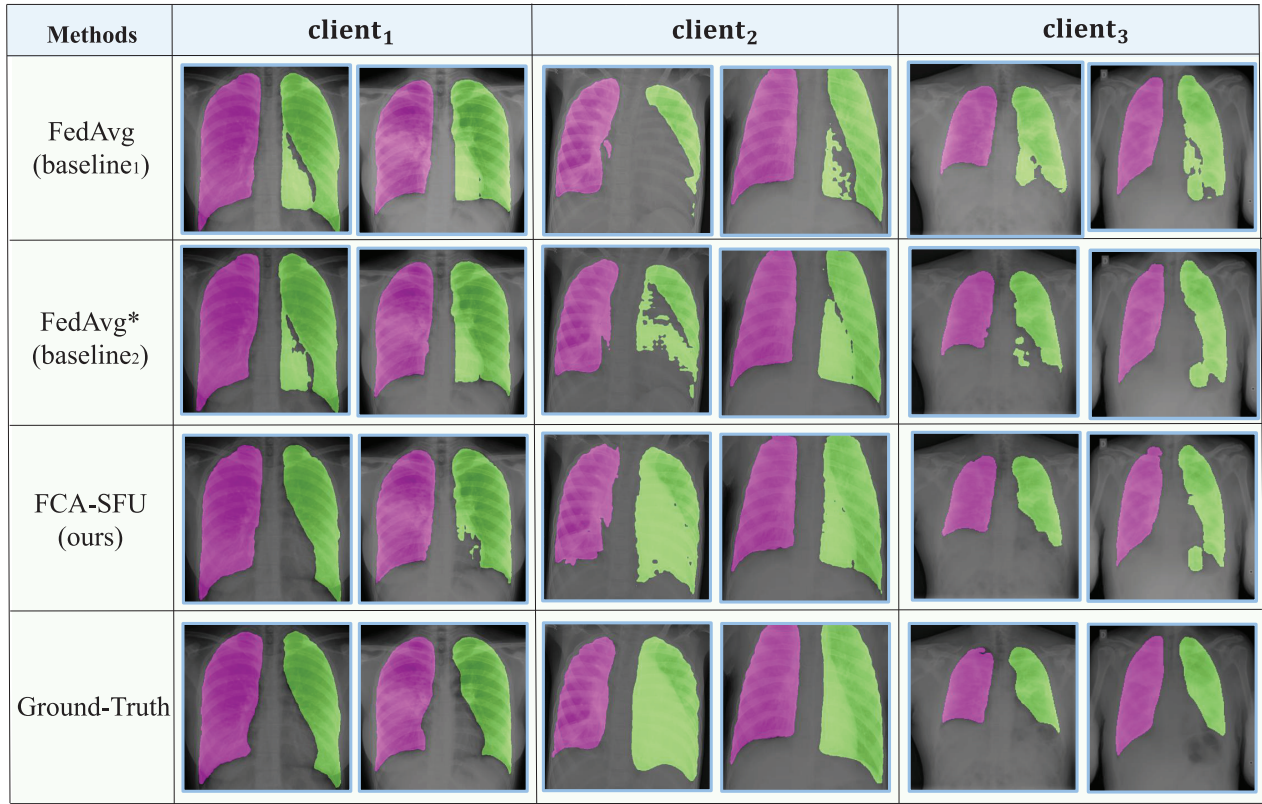 Methods client₁ client₂ client₃
FedAvg
(baseline₁)
FedAvg*
(baseline₂)
FCA-SFU
(ours)
Ground-Truth